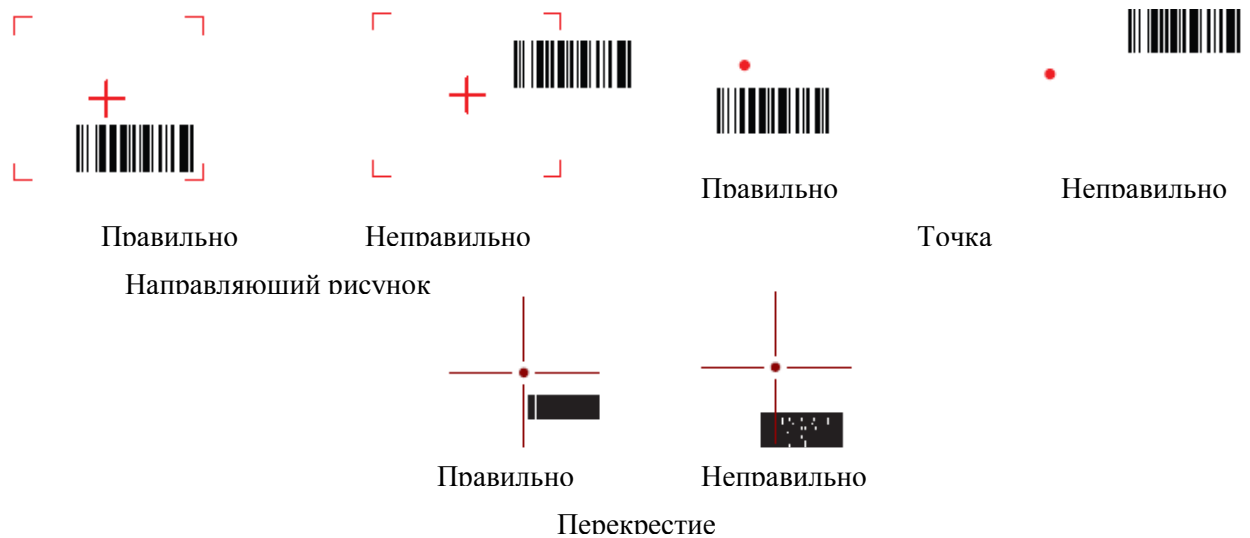 Правильно Неправильно
Правильно Неправильно Точка
Направляющий рисунок
Правильно Неправильно
Перекрестие